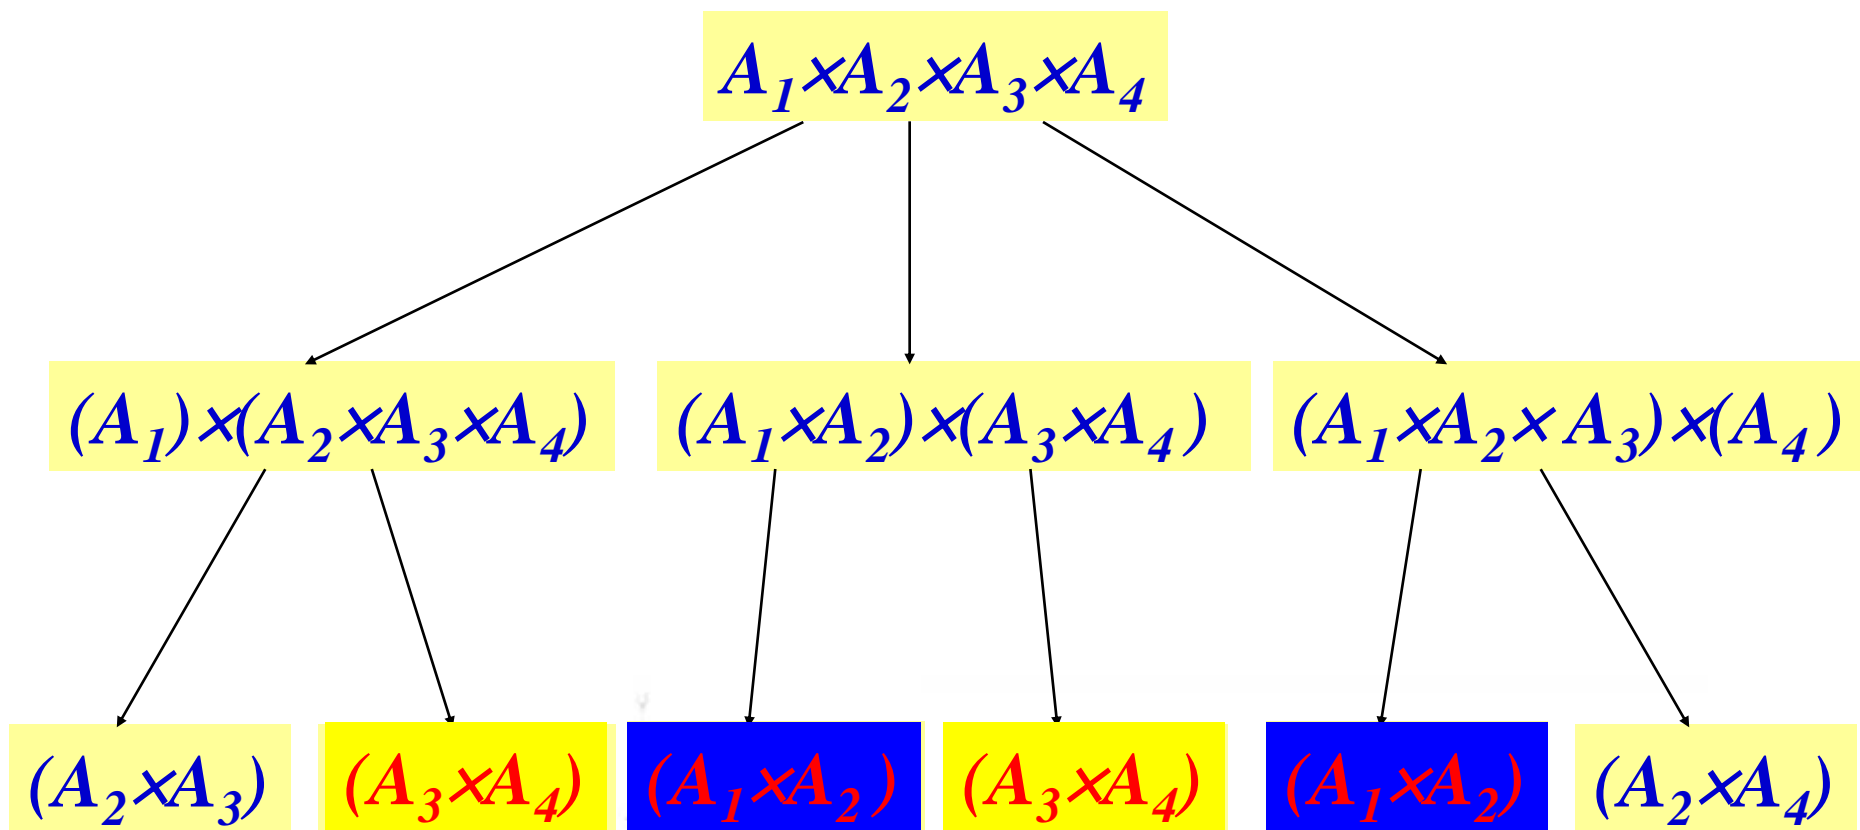 A₁×A₂×A₃×A₄
(A₁)×(A₂×A₃×A₄)
(A₁×A₂)×(A₃×A₄ )
(A₁×A₂× A₃)×(A₄ )
(A₂×A₃)
(A₃×A₄)
(A₁×A₂ )
(A₃×A₄)
(A₁×A₂)
(A₂×A₄)